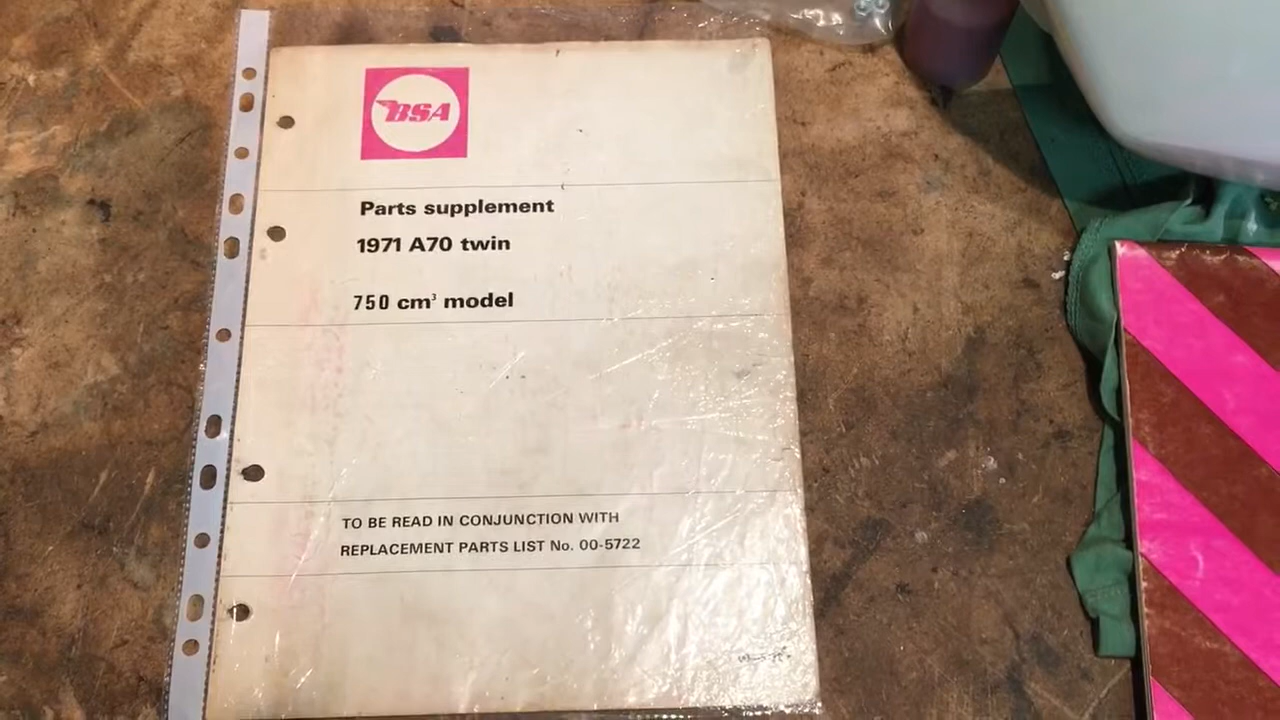 BSA
Parts supplement
1971 A70 twin
750 cm³ model
TO BE READ IN CONJUNCTION WITH
REPLACEMENT PARTS LIST No. 00-5722